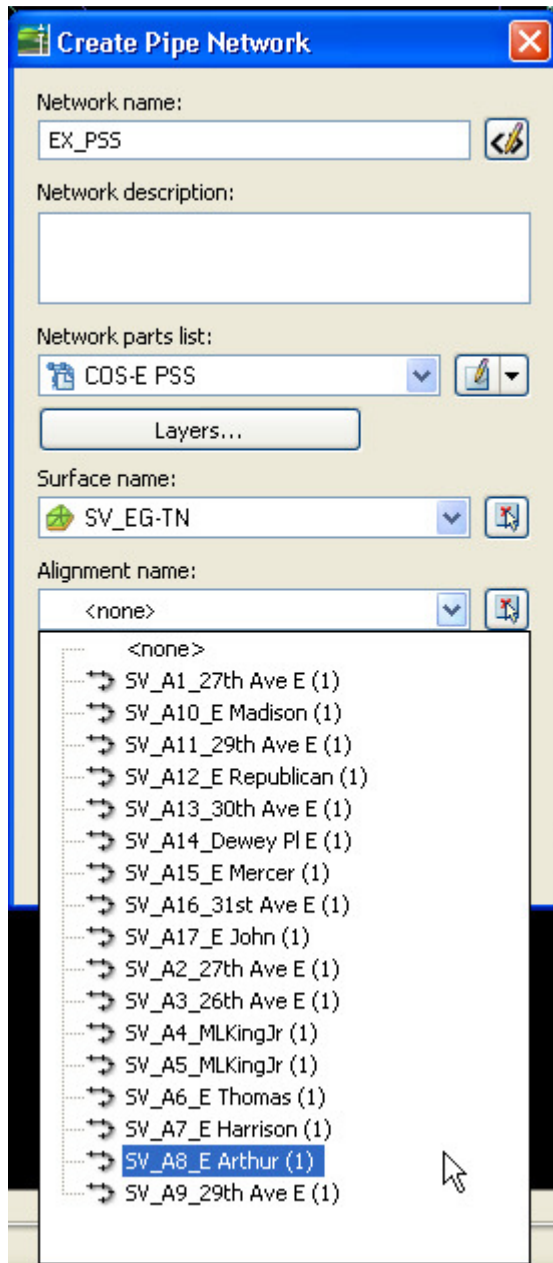 Create Pipe Network
Network name:
EX_PSS
Network description:
Network parts list:
COS-E PSS
Layers...
Surface name:
SV_EG-TN
Alignment name:
<none>
<none>
SV_A1_27th Ave E (1)
SV_A10_E Madison (1)
SV_A11_29th Ave E (1)
SV_A12_E Republican (1)
SV_A13_30th Ave E (1)
SV_A14_Dewey Pl E (1)
SV_A15_E Mercer (1)
SV_A16_31st Ave E (1)
SV_A17_E John (1)
SV_A2_27th Ave E (1)
SV_A3_26th Ave E (1)
SV_A4_MLKingJr (1)
SV_A5_MLKingJr (1)
SV_A6_E Thomas (1)
SV_A7_E Harrison (1)
SV_A8_E Arthur (1)
SV_A9_29th Ave E (1)